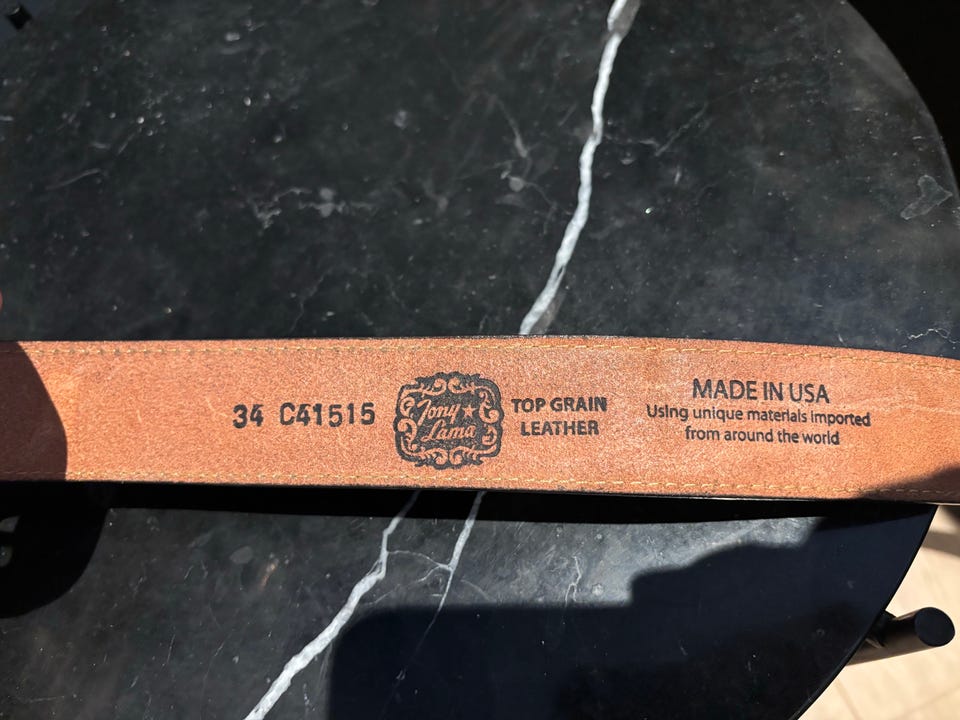 34 C41515
Tony
Lama
TOP GRAIN
LEATHER
MADE IN USA
Using unique materials imported
from around the world